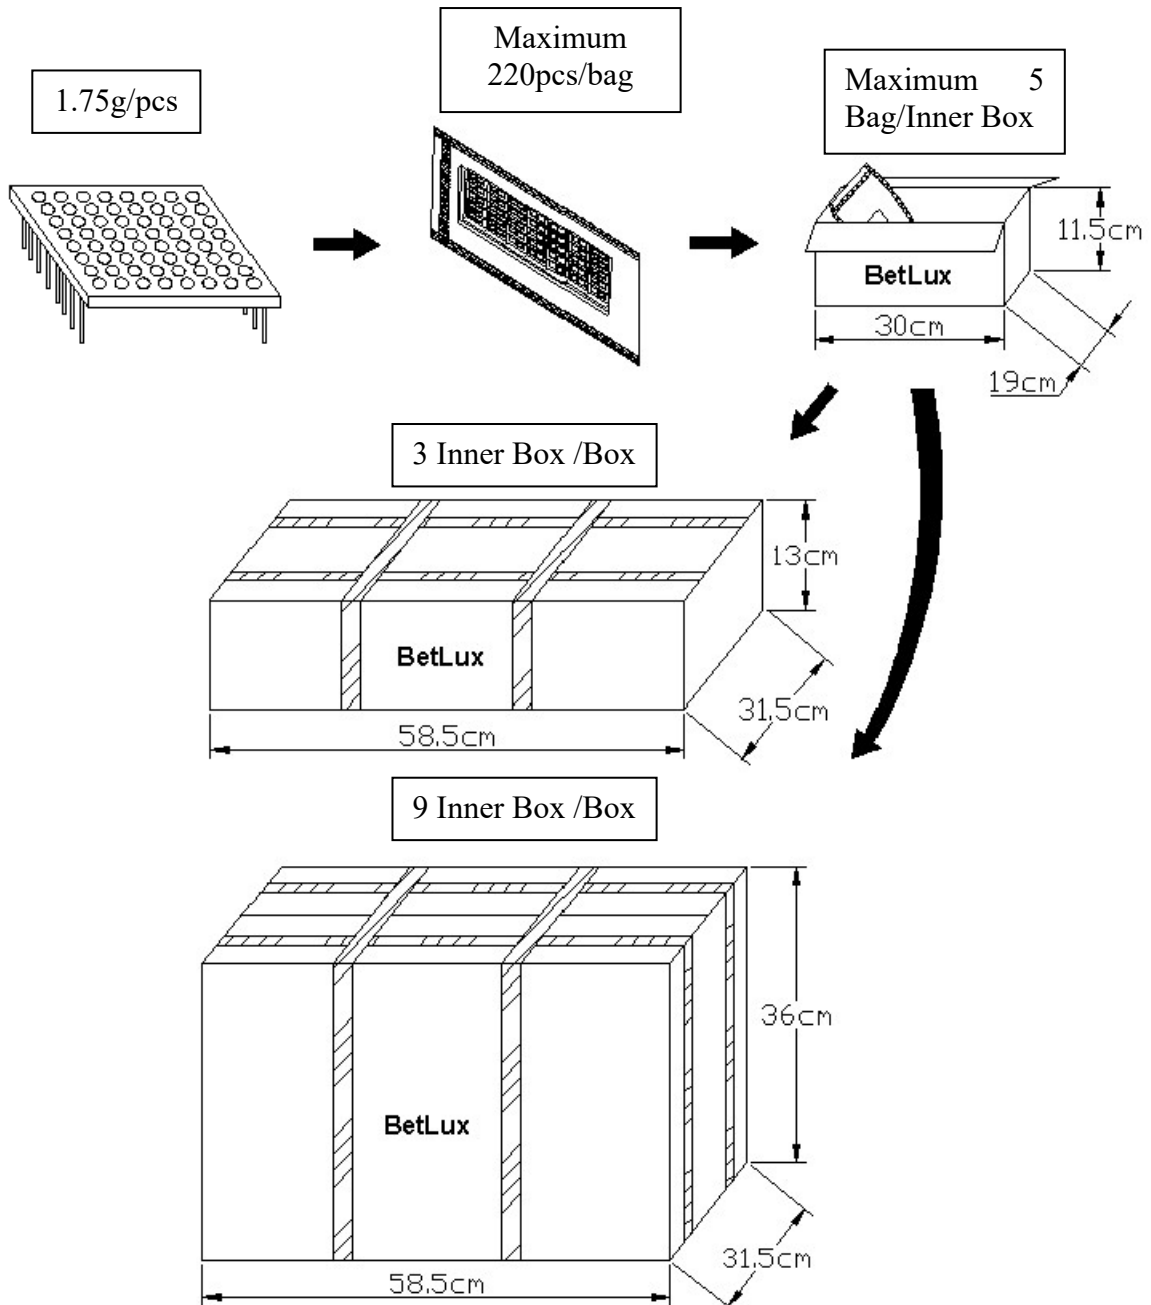 Maximum
220pcs/bag
1.75g/pcs
Maximum 5
Bag/Inner Box
11.5cm
BetLux
30cm
19cm
3 Inner Box /Box
13cm
BetLux
31.5cm
58.5cm
9 Inner Box /Box
36cm
BetLux
31.5cm
58.5cm